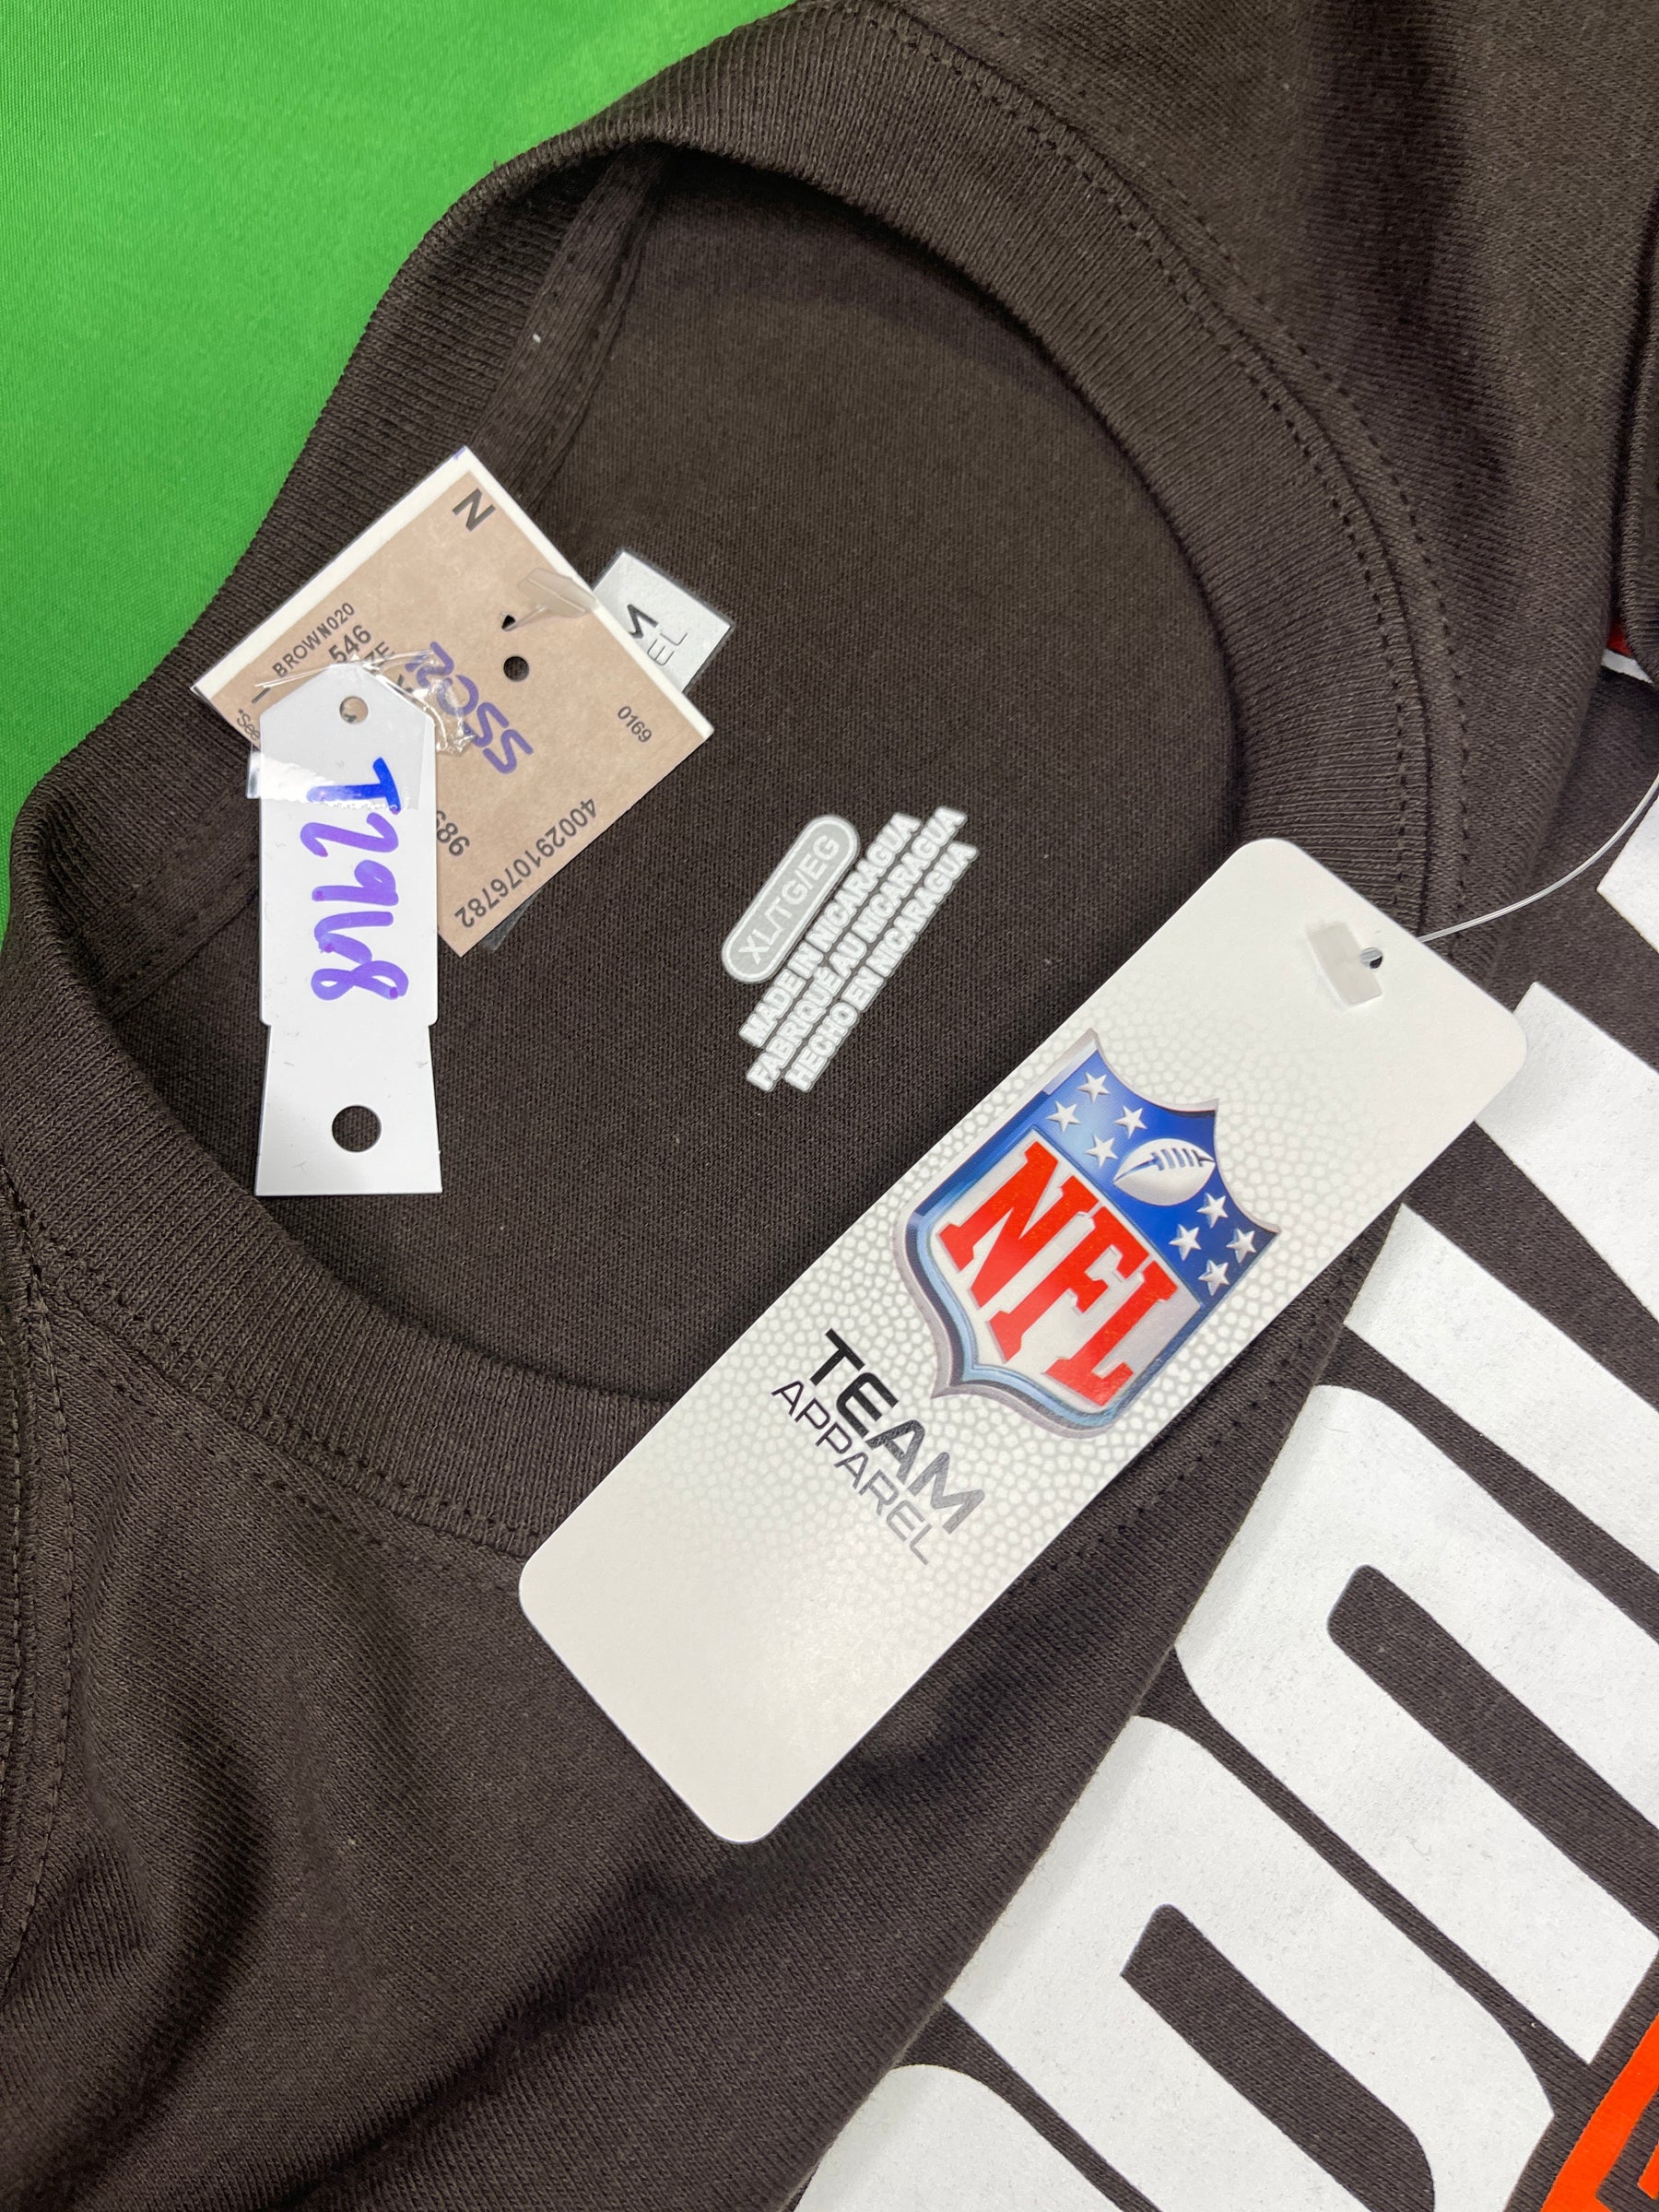 N
BROWN020
546
ROSS
0169
400291076782
T2968
XL/TG/EG
MADE IN NICARAGUA
FABRIQUÉ AU NICARAGUA
HECHO EN NICARAGUA
NFL
TEAM
APPAREL